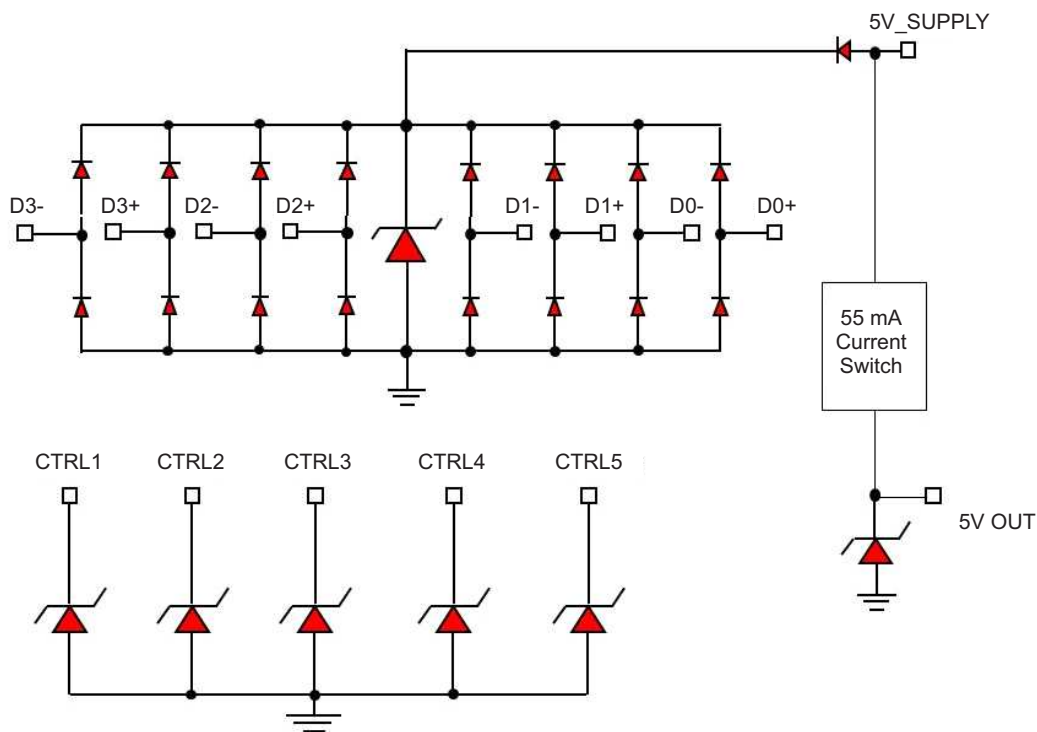 5V_SUPPLY
D3-
D3+
D2-
D2+
D1-
D1+
D0-
D0+
55 mA
Current
Switch
CTRL1
CTRL2
CTRL3
CTRL4
CTRL5
5V OUT